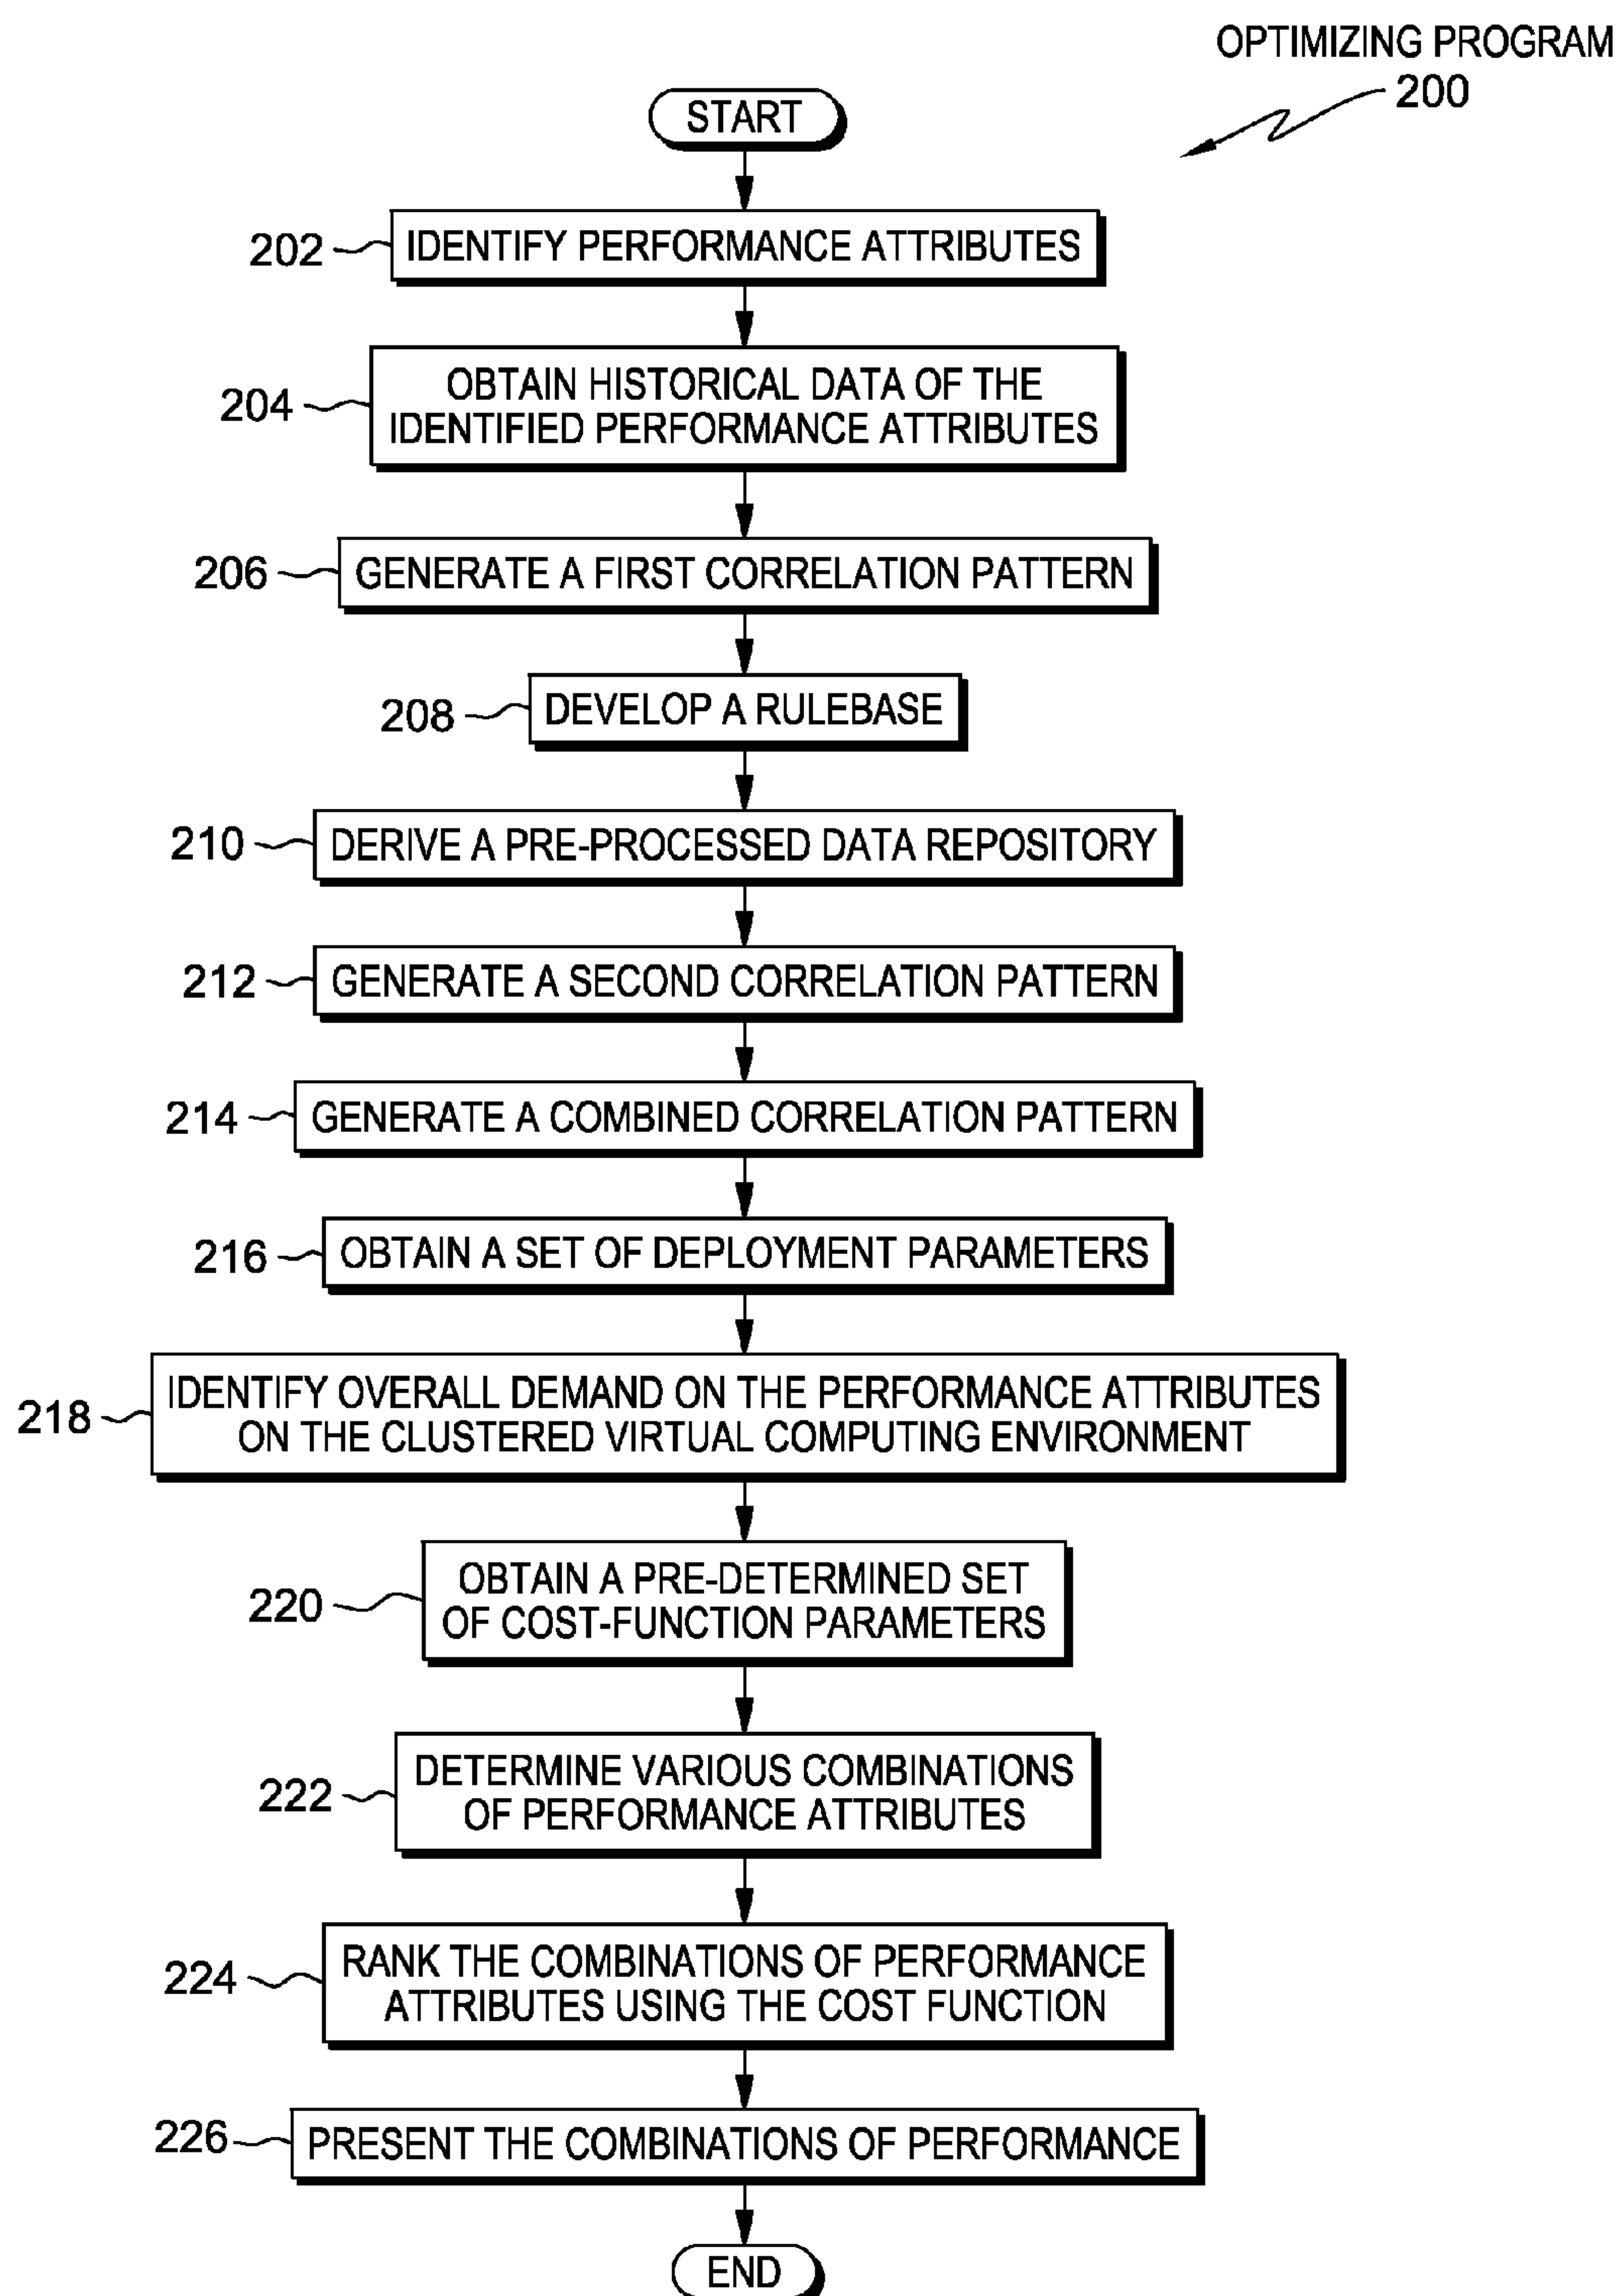 OPTIMIZING PROGRAM
200
START
202
IDENTIFY PERFORMANCE ATTRIBUTES
204
OBTAIN HISTORICAL DATA OF THE
IDENTIFIED PERFORMANCE ATTRIBUTES
206
GENERATE A FIRST CORRELATION PATTERN
208
DEVELOP A RULEBASE
210
DERIVE A PRE-PROCESSED DATA REPOSITORY
212
GENERATE A SECOND CORRELATION PATTERN
214
GENERATE A COMBINED CORRELATION PATTERN
216
OBTAIN A SET OF DEPLOYMENT PARAMETERS
218
IDENTIFY OVERALL DEMAND ON THE PERFORMANCE ATTRIBUTES
ON THE CLUSTERED VIRTUAL COMPUTING ENVIRONMENT
220
OBTAIN A PRE-DETERMINED SET
OF COST-FUNCTION PARAMETERS
222
DETERMINE VARIOUS COMBINATIONS
OF PERFORMANCE ATTRIBUTES
224
RANK THE COMBINATIONS OF PERFORMANCE
ATTRIBUTES USING THE COST FUNCTION
226
PRESENT THE COMBINATIONS OF PERFORMANCE
END